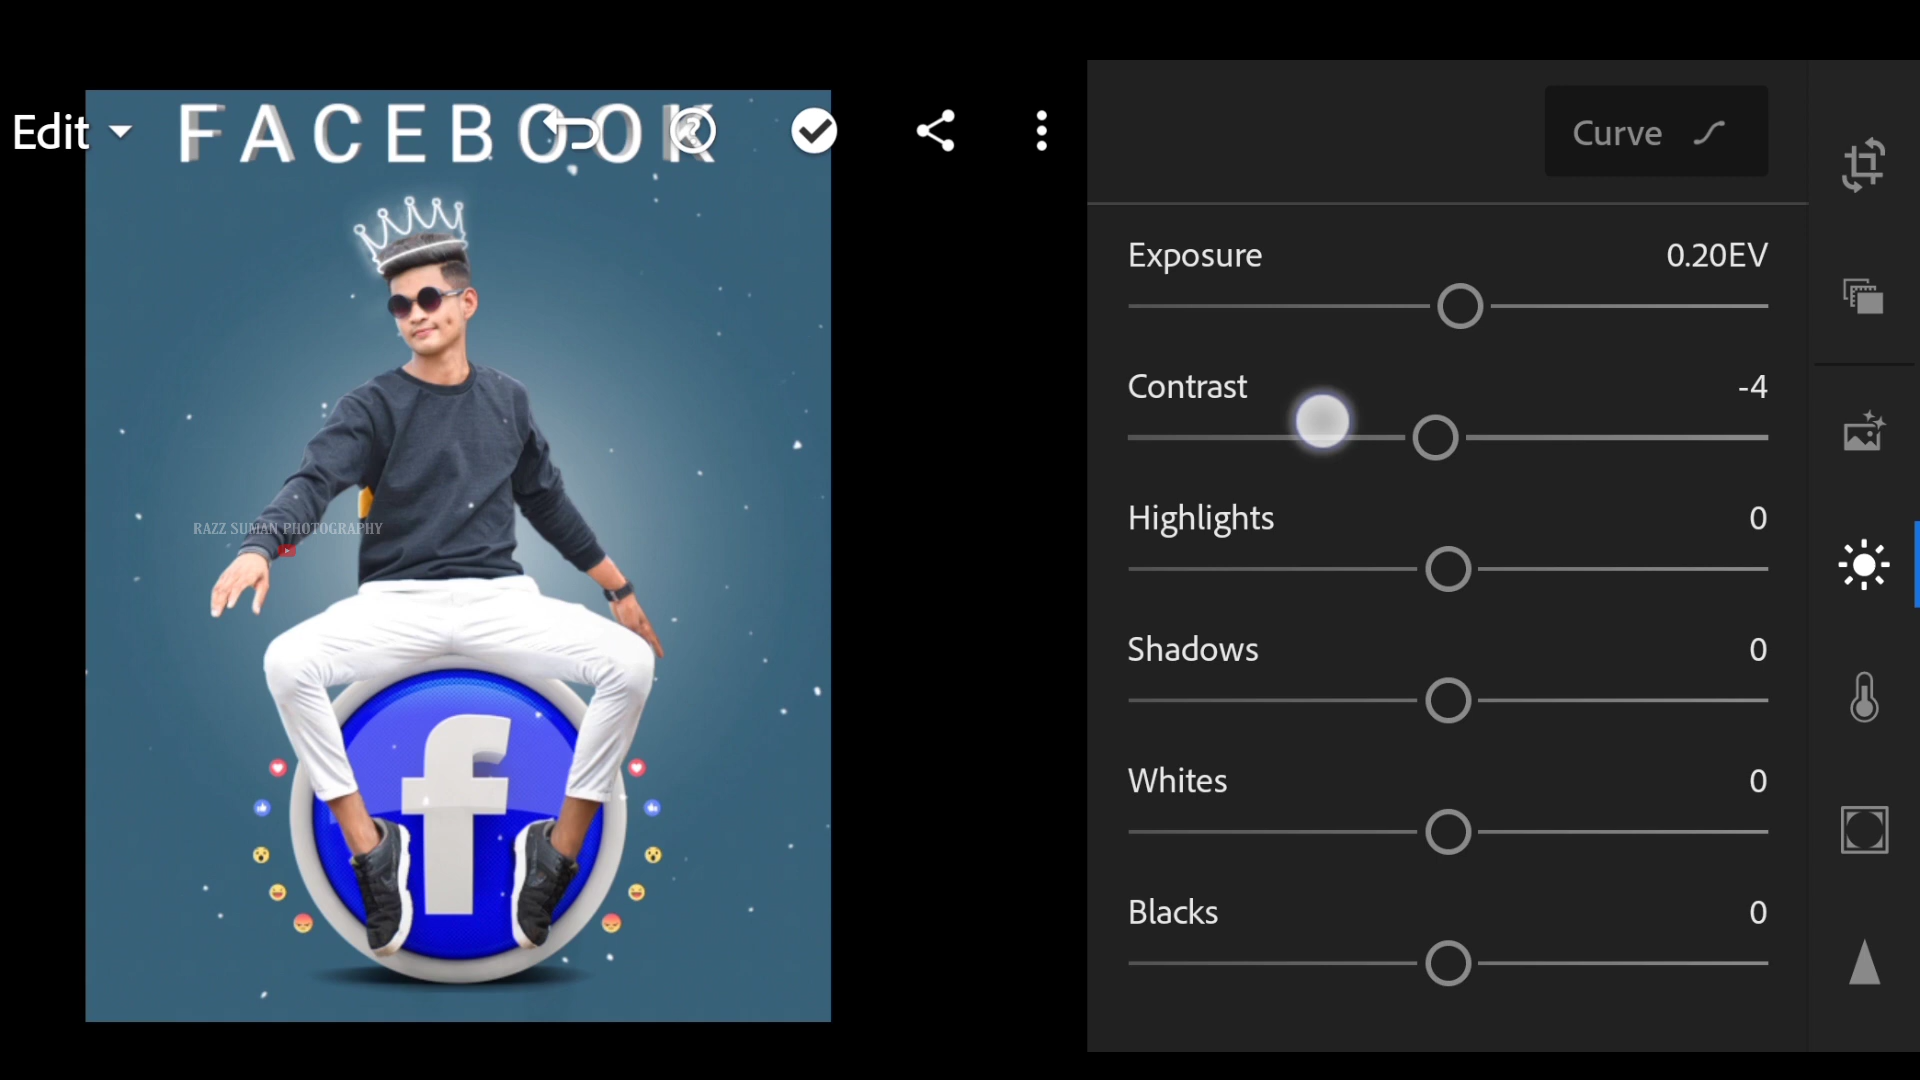 Edit
FACEBOOK
Curve
Exposure 0.20EV
Contrast -4
Highlights 0
Shadows 0
Whites 0
Blacks 0
RAZZ SUMAN PHOTOGRAPHY
f